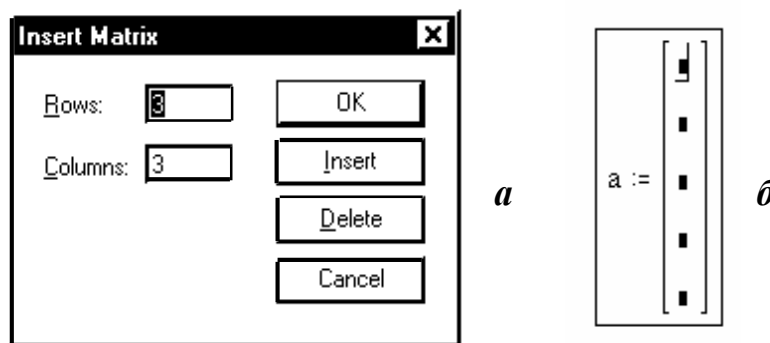 Insert Matrix
Rows: 3
OK
Columns: 3
Insert
Delete
Cancel
а
a :=
б